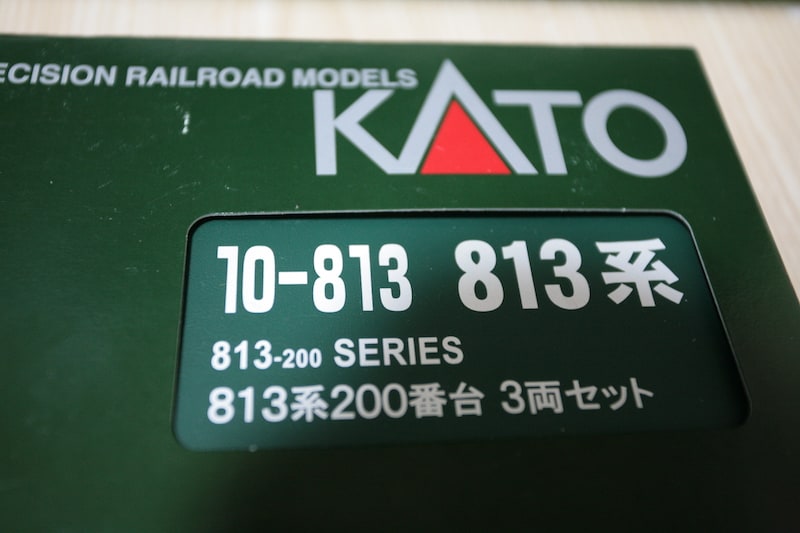 ECISION RAILROAD MODELS
KATO
10-813 813系
813-200 SERIES
813系200番台 3両セット